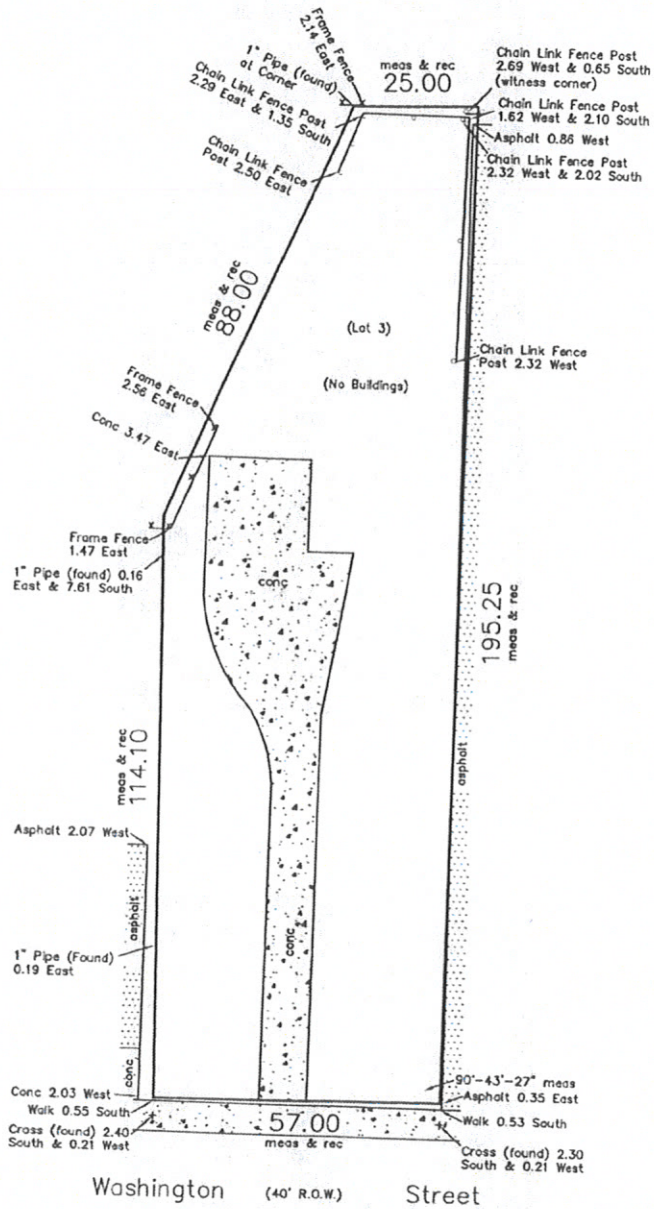 Frame Fence
2.14 East
1" Pipe (found)
at Corner
Chain Link Fence Post
2.29 East & 1.35 South
Chain Link Fence
Post 2.50 East
meas & rec
25.00
Chain Link Fence Post
2.69 West & 0.65 South
(witness corner)
Chain Link Fence Post
1.62 West & 2.10 South
Asphalt 0.86 West
Chain Link Fence Post
2.32 West & 2.02 South
meas & rec
88.00
(Lot 3)
(No Buildings)
Chain Link Fence
Post 2.32 West
Frame Fence
2.56 East
Conc 3.47 East
Frame Fence
1.47 East
1" Pipe (found) 0.16
East & 7.61 South
conc
195.25
meas & rec
meas & rec
114.10
asphalt
Asphalt 2.07 West
asphalt
1" Pipe (Found)
0.19 East
conc
conc
Conc 2.03 West
Walk 0.55 South
Cross (found) 2.40
South & 0.21 West
57.00
meas & rec
90°-43'-27" meas
Asphalt 0.35 East
Walk 0.53 South
Cross (found) 2.30
South & 0.21 West
Washington (40' R.O.W.) Street